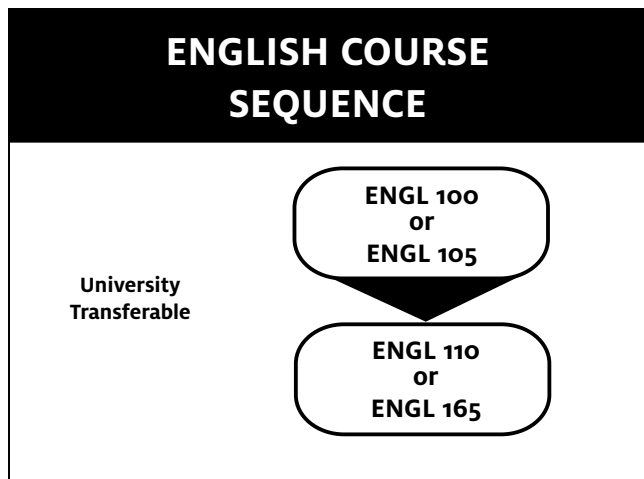 ENGLISH COURSE
SEQUENCE
ENGL 100
or
ENGL 105
University
Transferable
ENGL 110
or
ENGL 165